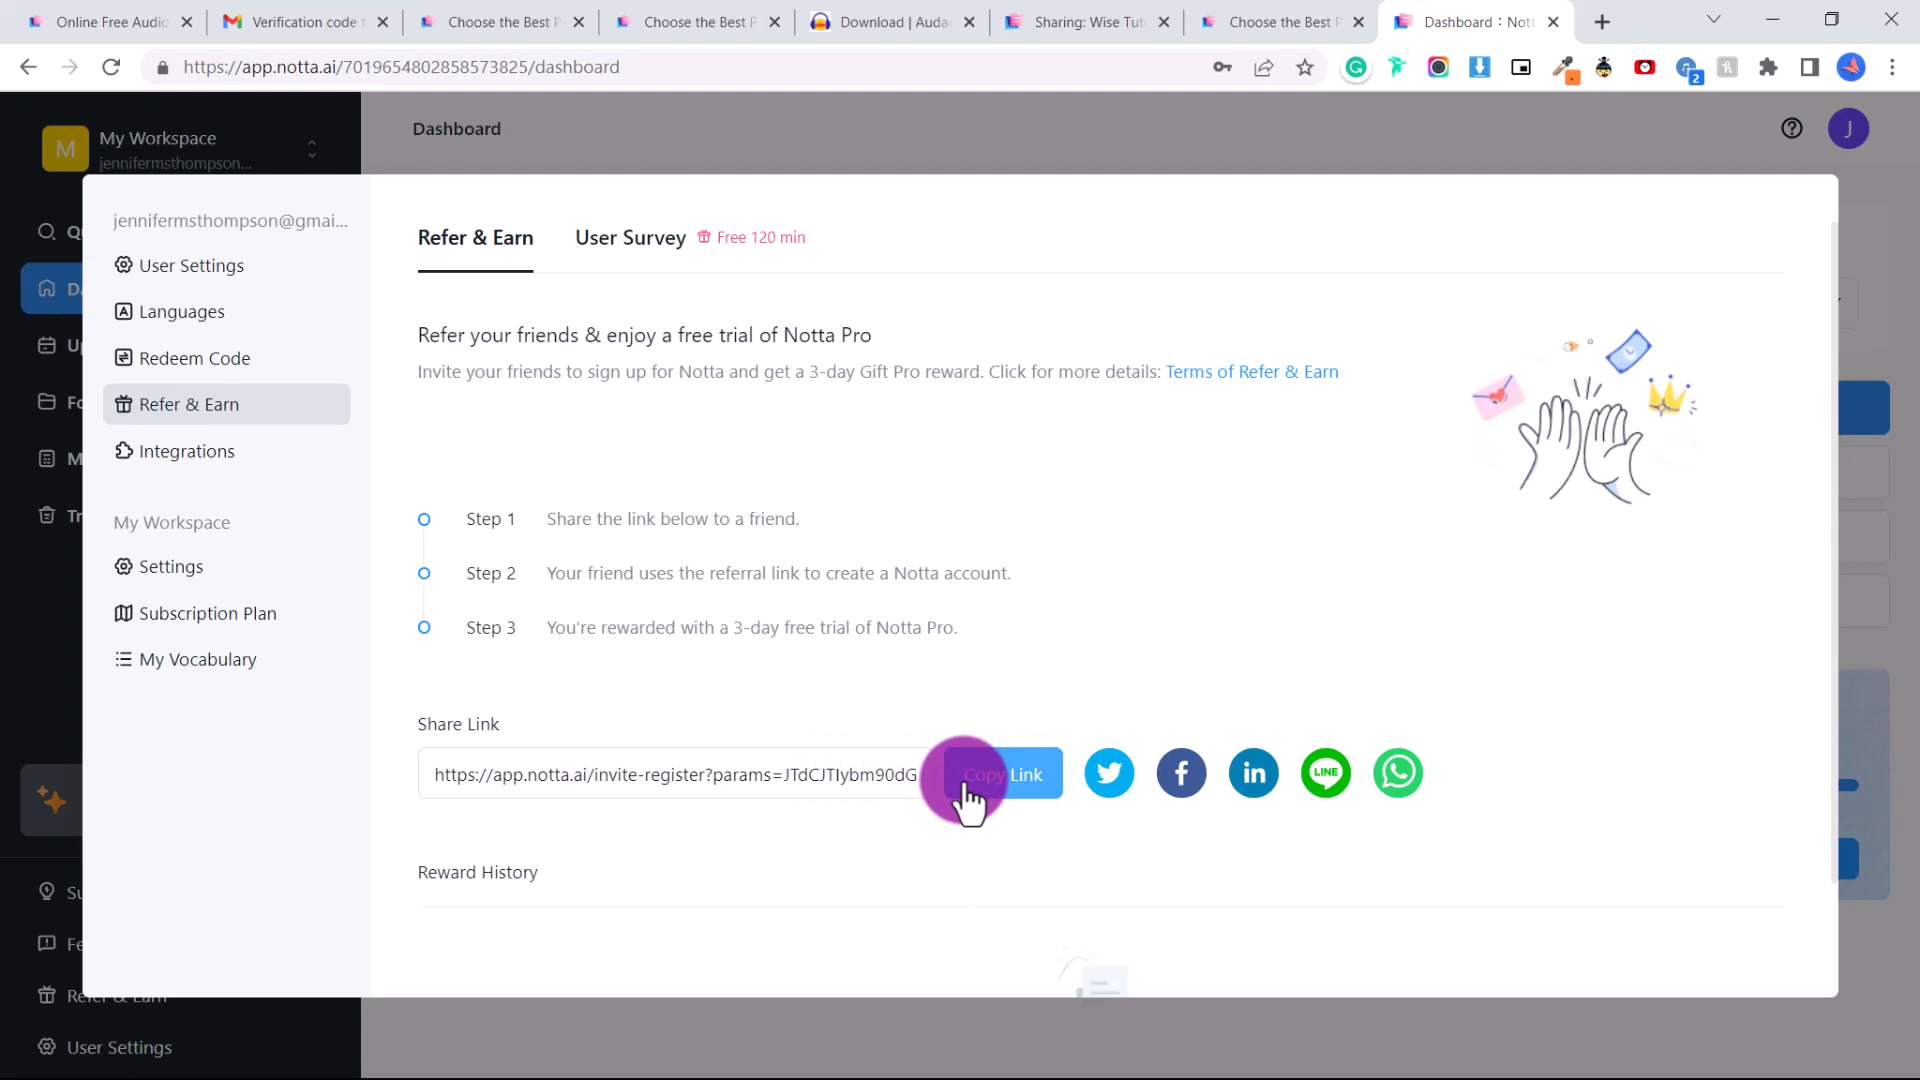 Online Free Audio
Verification code f
Choose the Best P
Choose the Best P
Download | Audac
Sharing: Wise Tut
Choose the Best P
Dashboard : Nott
https://app.notta.ai/7019654802858573825/dashboard
2
M
My Workspace
jennifermsthompson...
Dashboard
J
jennifermsthompson@gmai...
User Settings
Languages
Redeem Code
Refer & Earn
Integrations
My Workspace
Settings
Subscription Plan
My Vocabulary
Refer & Earn
User Survey
Free 120 min
Refer your friends & enjoy a free trial of Notta Pro
Invite your friends to sign up for Notta and get a 3-day Gift Pro reward. Click for more details: Terms of Refer & Earn
Step 1 Share the link below to a friend.
Step 2 Your friend uses the referral link to create a Notta account.
Step 3 You're rewarded with a 3-day free trial of Notta Pro.
Share Link
https://app.notta.ai/invite-register?params=JTdCJTIybm90dG
Copy Link
LINE
Reward History
Refer & Earn
User Settings